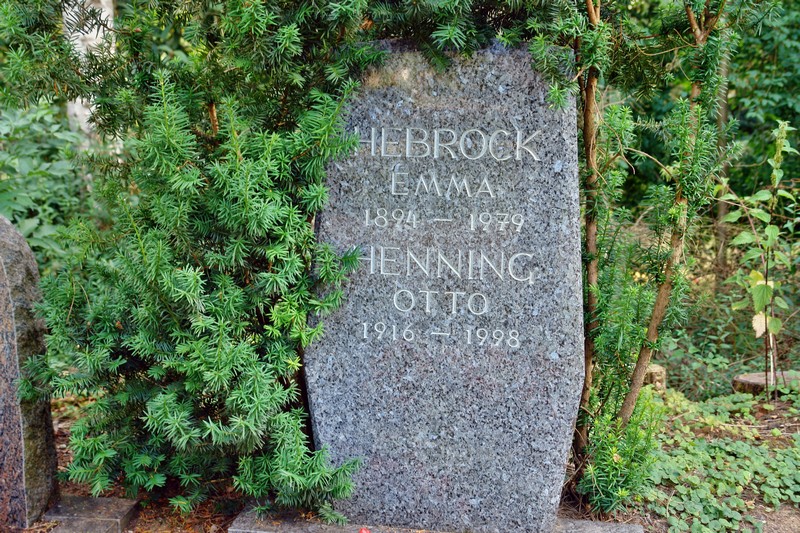 HEBROCK
EMMA
1894 – 1979
HENNING
OTTO
1916 – 1998